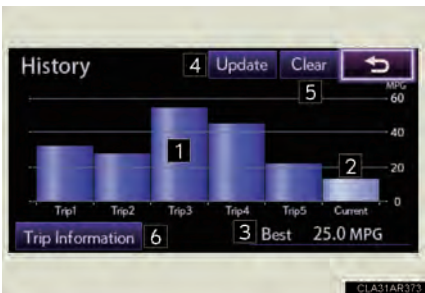 History 4 Update Clear
5
MPG
60
40
1
2
20
0
Trip1 Trip2 Trip3 Trip4 Trip5 Current
Trip Information 6 3 Best 25.0 MPG
CLA31AR373